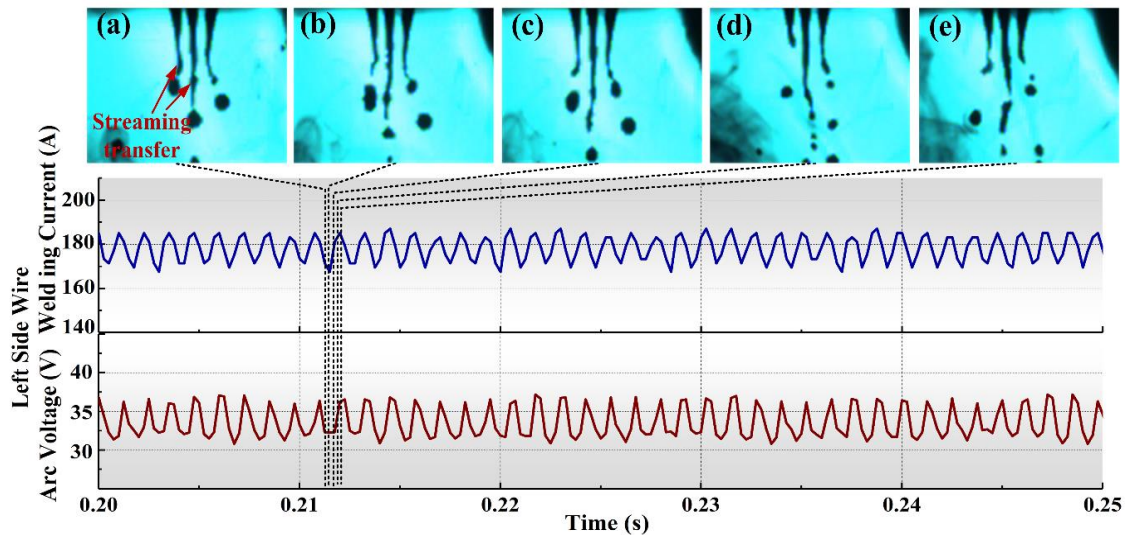 (a)
(b)
(c)
(d)
(e)
Streaming
transfer
Left Side Wire
Weld ing Current (A)
200
180
160
140
Arc Voltage (V)
40
35
30
0.20
0.21
0.22
0.23
0.24
0.25
Time (s)